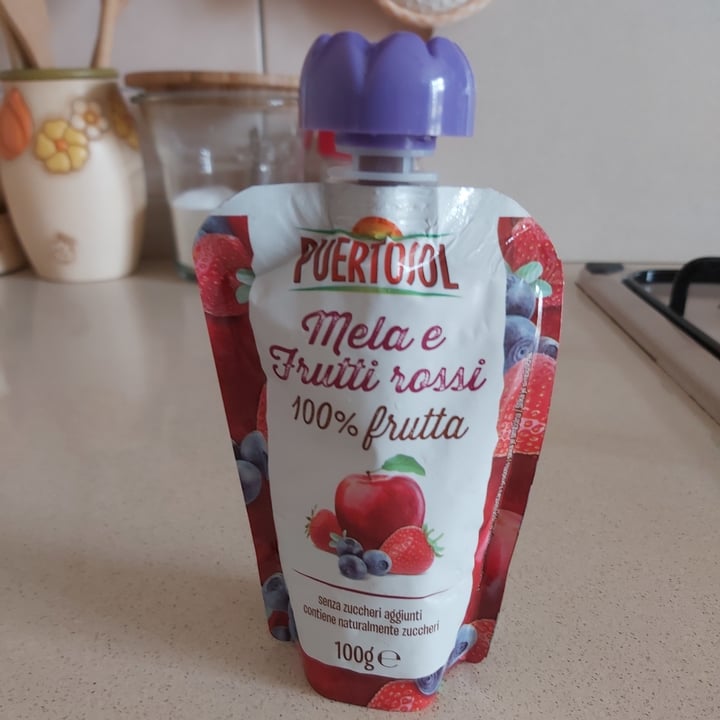 PUERTOSOL
Mela e
Frutti rossi
100% frutta
senza zuccheri aggiunti
contiene naturalmente zuccheri
100g e